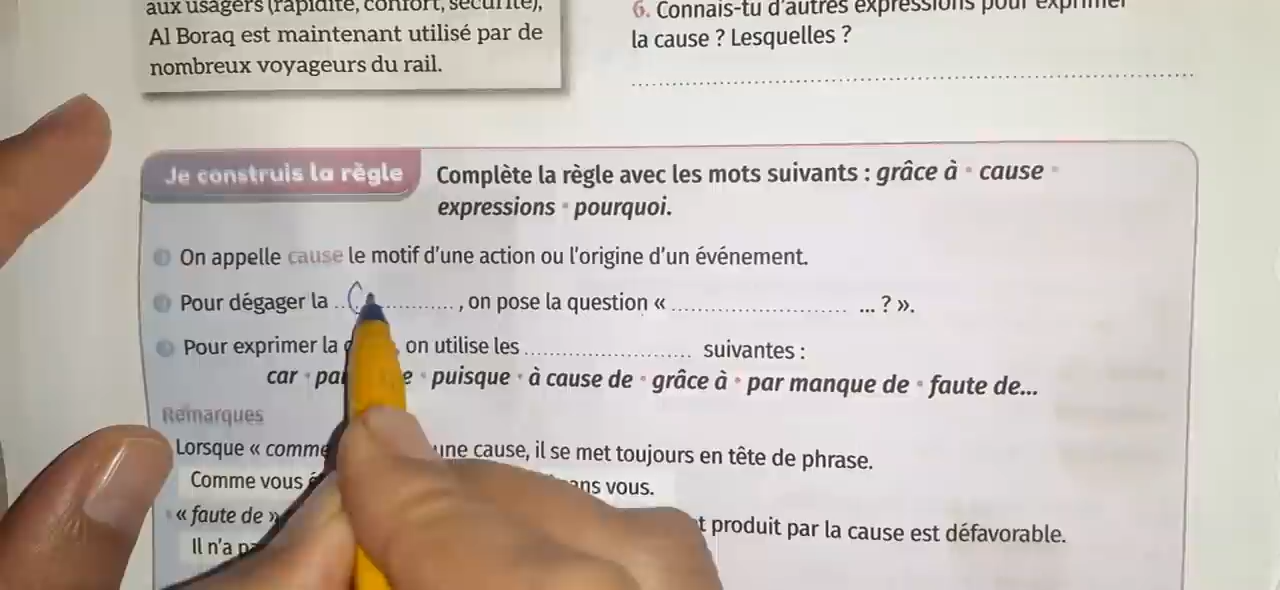 aux usagers (rapidité, confort, sécurité),
Al Boraq est maintenant utilisé par de
nombreux voyageurs du rail.
6. Connais-tu d'autres expressions pour exprimer
la cause ? Lesquelles ?
Je construis la règle
Complète la règle avec les mots suivants : grâce à • cause •
expressions • pourquoi.
On appelle cause le motif d'une action ou l'origine d'un événement.
Pour dégager la .. C .........., on pose la question « .............................. ... ? ».
Pour exprimer la , on utilise les ............................ suivantes :
car • puisque • à cause de • grâce à • par manque de • faute de...
Remarques
Lorsque « comme une cause, il se met toujours en tête de phrase.
Comme vous vous.
« faute de » produit par la cause est défavorable.
Il n'a